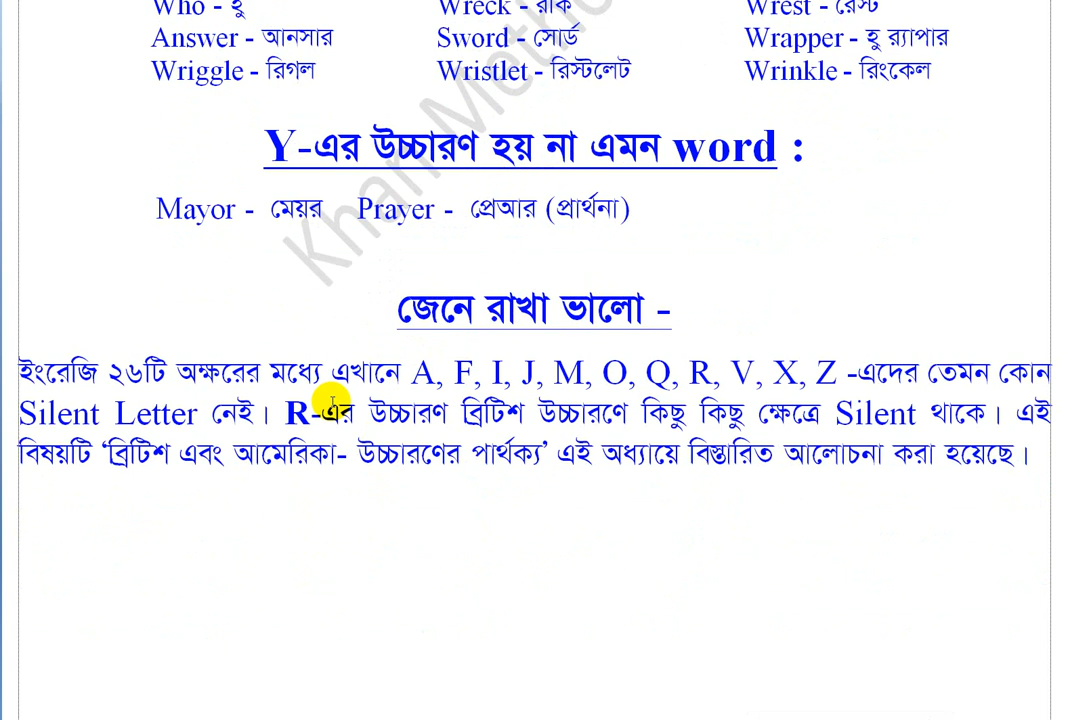 Who - হু Wreck - র‍্যাক Wrest - রেস্ট
Answer - আনসার Sword - সোর্ড Wrapper - হু র‍্যাপার
Wriggle - রিগল Wristlet - রিস্টলেট Wrinkle - রিংকেল
Y-এর উচ্চারণ হয় না এমন word :
Mayor - মেয়র Prayer - প্রেআর (প্রার্থনা)
জেনে রাখা ভালো -
ইংরেজি ২৬টি অক্ষরের মধ্যে এখানে A, F, I, J, M, O, Q, R, V, X, Z -এদের তেমন কোন
Silent Letter নেই। R-এর উচ্চারণ ব্রিটিশ উচ্চারণে কিছু কিছু ক্ষেত্রে Silent থাকে। এই
বিষয়টি ‘ব্রিটিশ এবং আমেরিকা- উচ্চারণের পার্থক্য’ এই অধ্যায়ে বিস্তারিত আলোচনা করা হয়েছে।